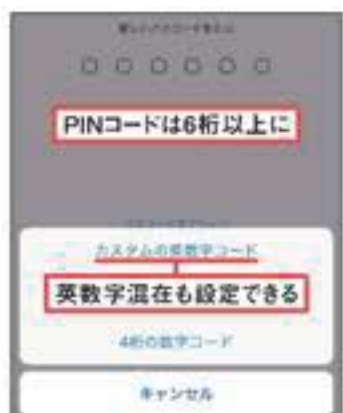 PINコードは6桁以上に
カスタムの英数字コード
英数字混在も設定できる
4桁の数字コード
キャンセル